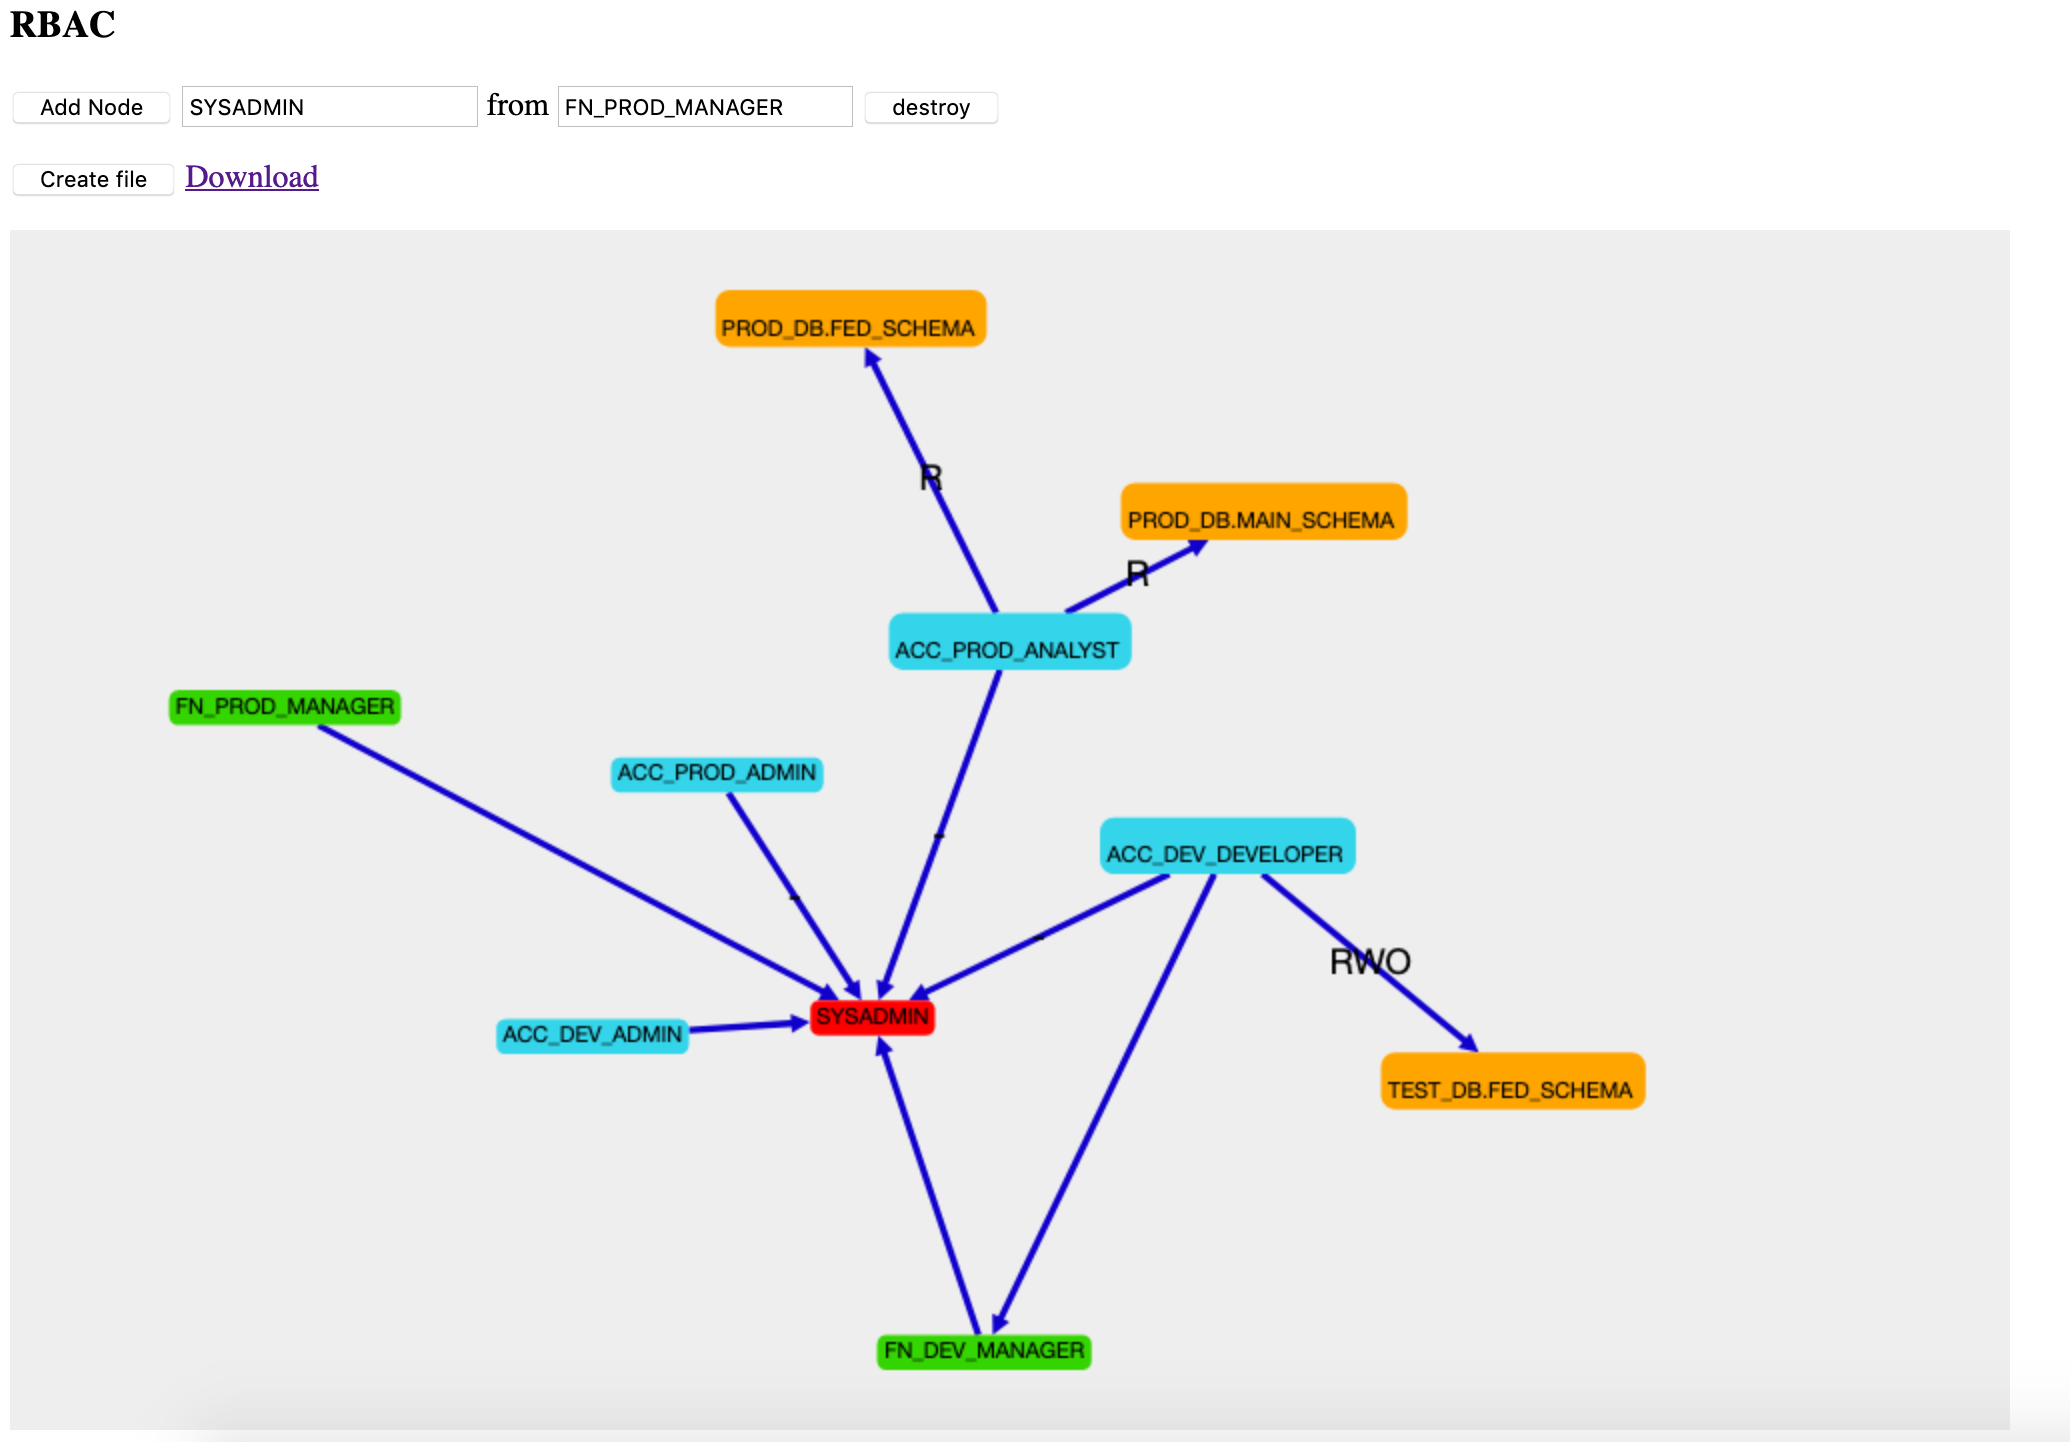 RBAC
Add Node SYSADMIN from FN_PROD_MANAGER destroy
Create file Download
PROD_DB.FED_SCHEMA
R
PROD_DB.MAIN_SCHEMA
R
ACC_PROD_ANALYST
FN_PROD_MANAGER
ACC_PROD_ADMIN
-
ACC_DEV_DEVELOPER
-
-
RWO
SYSADMIN
ACC_DEV_ADMIN
TEST_DB.FED_SCHEMA
FN_DEV_MANAGER